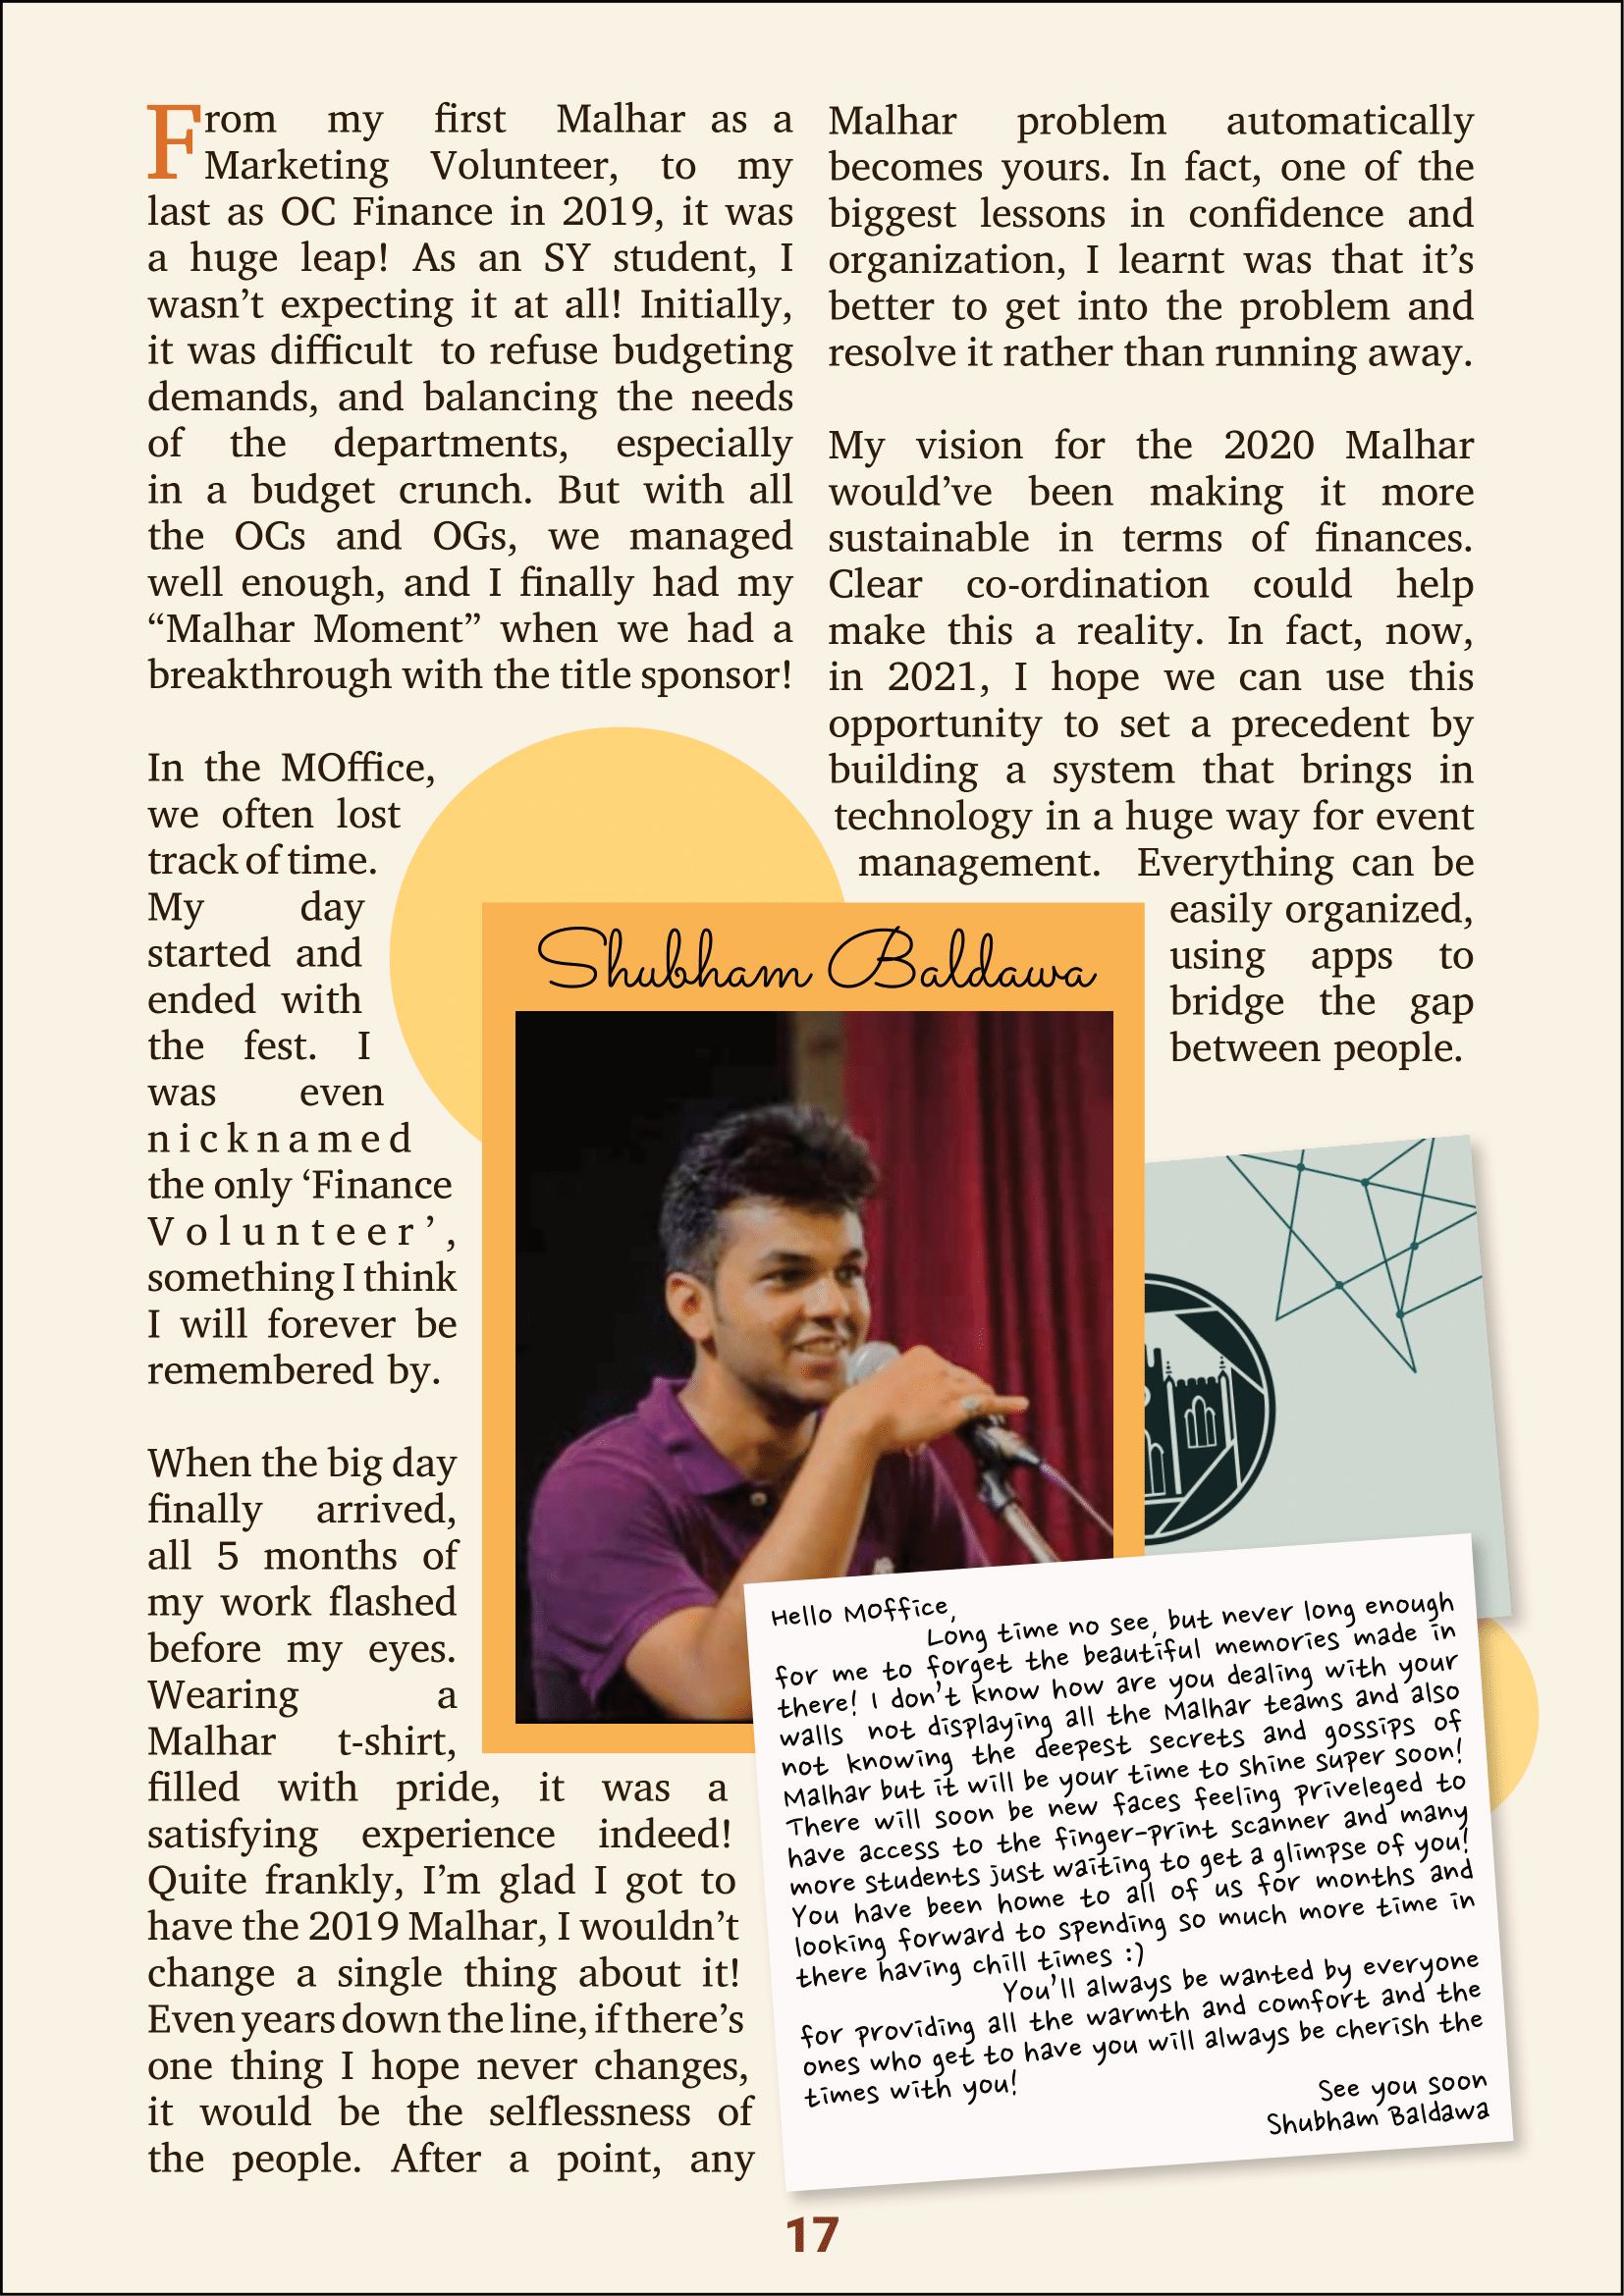 From my first Malhar as a
Marketing Volunteer, to my
last as OC Finance in 2019, it was
a huge leap! As an SY student, I
wasn’t expecting it at all! Initially,
it was difficult to refuse budgeting
demands, and balancing the needs
of the departments, especially
in a budget crunch. But with all
the OCs and OGs, we managed
well enough, and I finally had my
“Malhar Moment” when we had a
breakthrough with the title sponsor!
In the MOffice,
we often lost
track of time.
My day
started and
ended with
the fest. I
was even
nicknamed
the only ‘Finance
Volunteer’,
something I think
I will forever be
remembered by.
When the big day
finally arrived,
all 5 months of
my work flashed
before my eyes.
Wearing a
Malhar t-shirt,
filled with pride, it was a
satisfying experience indeed!
Quite frankly, I’m glad I got to
have the 2019 Malhar, I wouldn’t
change a single thing about it!
Even years down the line, if there’s
one thing I hope never changes,
it would be the selflessness of
the people. After a point, any
Malhar problem automatically
becomes yours. In fact, one of the
biggest lessons in confidence and
organization, I learnt was that it’s
better to get into the problem and
resolve it rather than running away.
My vision for the 2020 Malhar
would’ve been making it more
sustainable in terms of finances.
Clear co-ordination could help
make this a reality. In fact, now,
in 2021, I hope we can use this
opportunity to set a precedent by
building a system that brings in
technology in a huge way for event
management. Everything can be
easily organized,
using apps to
bridge the gap
between people.
Shubham Baldawa
Hello MOffice,
Long time no see, but never long enough
for me to forget the beautiful memories made in
there! I don't know how are you dealing with your
walls not displaying all the Malhar teams and also
not knowing the deepest secrets and gossips of
Malhar but it will be your time to shine super soon!
There will soon be new faces feeling priveleged to
have access to the finger-print scanner and many
more students just waiting to get a glimpse of you!
You have been home to all of us for months and
looking forward to spending so much more time in
there having chill times :)
You'll always be wanted by everyone
for providing all the warmth and comfort and the
ones who get to have you will always be cherish the
times with you!
See you soon
Shubham Baldawa
17